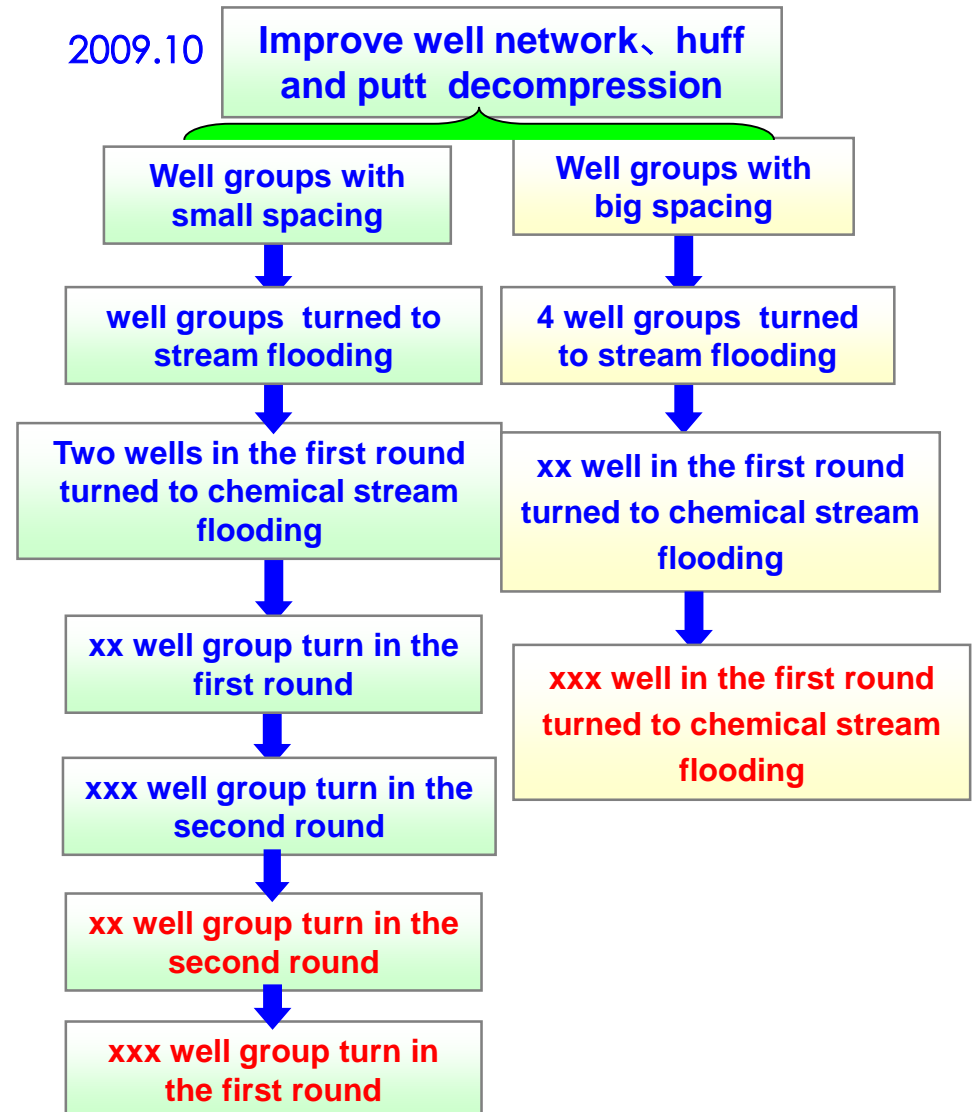 2009.10
Improve well network、huff
and putt decompression
Well groups with
small spacing
well groups turned to
stream flooding
Two wells in the first round
turned to chemical stream
flooding
xx well group turn in the
first round
xxx well group turn in the
second round
xx well group turn in the
second round
xxx well group turn in
the first round
Well groups with
big spacing
4 well groups turned
to stream flooding
xx well in the first round
turned to chemical stream
flooding
xxx well in the first round
turned to chemical stream
flooding